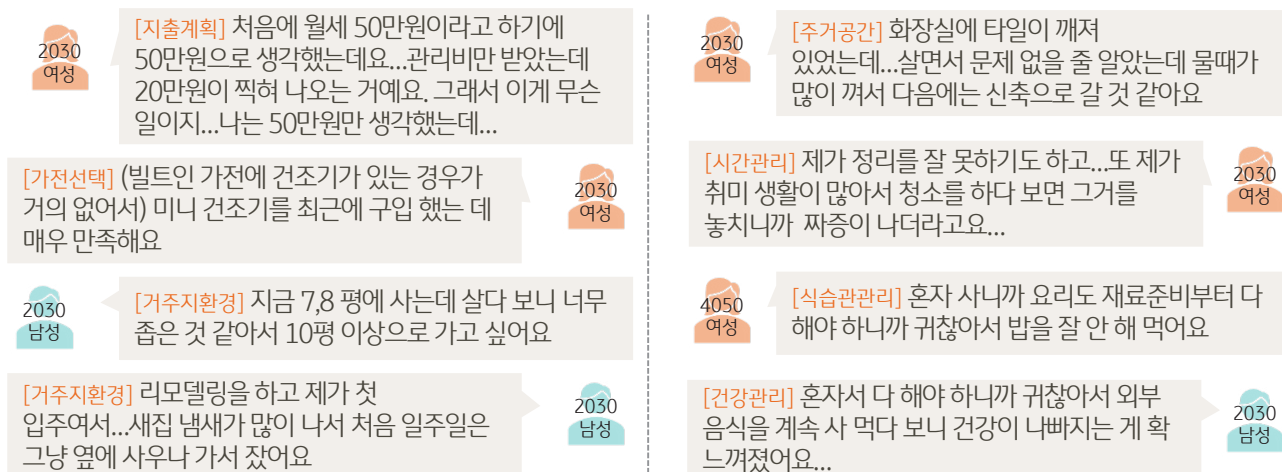 2030
여성
[지출계획] 처음에 월세 50만원이라고 하기에
50만원으로 생각했는데요...관리비만 받았는데
20만원이 찍혀 나오는 거예요. 그래서 이게 무슨
일이지...나는 50만원만 생각했는데...
[가전선택] (빌트인 가전에 건조기가 있는 경우가
거의 없어서) 미니 건조기를 최근에 구입 했는 데
매우 만족해요
2030
여성
2030
남성
[거주지환경] 지금 7,8 평에 사는데 살다 보니 너무
좁은 것 같아서 10평 이상으로 가고 싶어요
[거주지환경] 리모델링을 하고 제가 첫
입주여서...새집 냄새가 많이 나서 처음 일주일은
그냥 옆에 사우나 가서 잤어요
2030
남성
2030
여성
[주거공간] 화장실에 타일이 깨져
있었는데...살면서 문제 없을 줄 알았는데 물때가
많이 껴서 다음에는 신축으로 갈 것 같아요
[시간관리] 제가 정리를 잘 못하기도 하고...또 제가
취미 생활이 많아서 청소를 하다 보면 그거를
놓치니까 짜증이 나더라고요...
2030
여성
4050
여성
[식습관관리] 혼자 사니까 요리도 재료준비부터 다
해야 하니까 귀찮아서 밥을 잘 안 해 먹어요
[건강관리] 혼자서 다 해야 하니까 귀찮아서 외부
음식을 계속 사 먹다 보니 건강이 나빠지는 게 확
느껴졌어요...
2030
남성